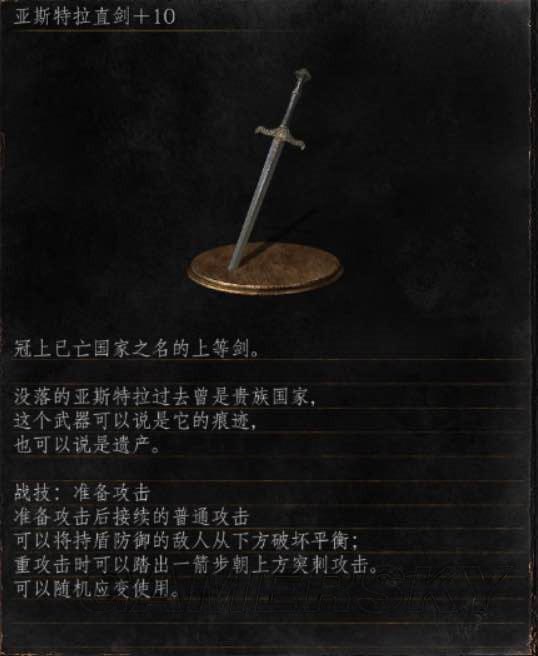 亚斯特拉直剑＋10
冠上已亡国家之名的上等剑。
没落的亚斯特拉过去曾是贵族国家，
这个武器可以说是它的痕迹，
也可以说是遗产。
战技：准备攻击
准备攻击后接续的普通攻击
可以将持盾防御的敌人从下方破坏平衡；
重攻击时可以踏出一箭步朝上方突刺攻击。
可以随机应变使用。
GAMERSKY